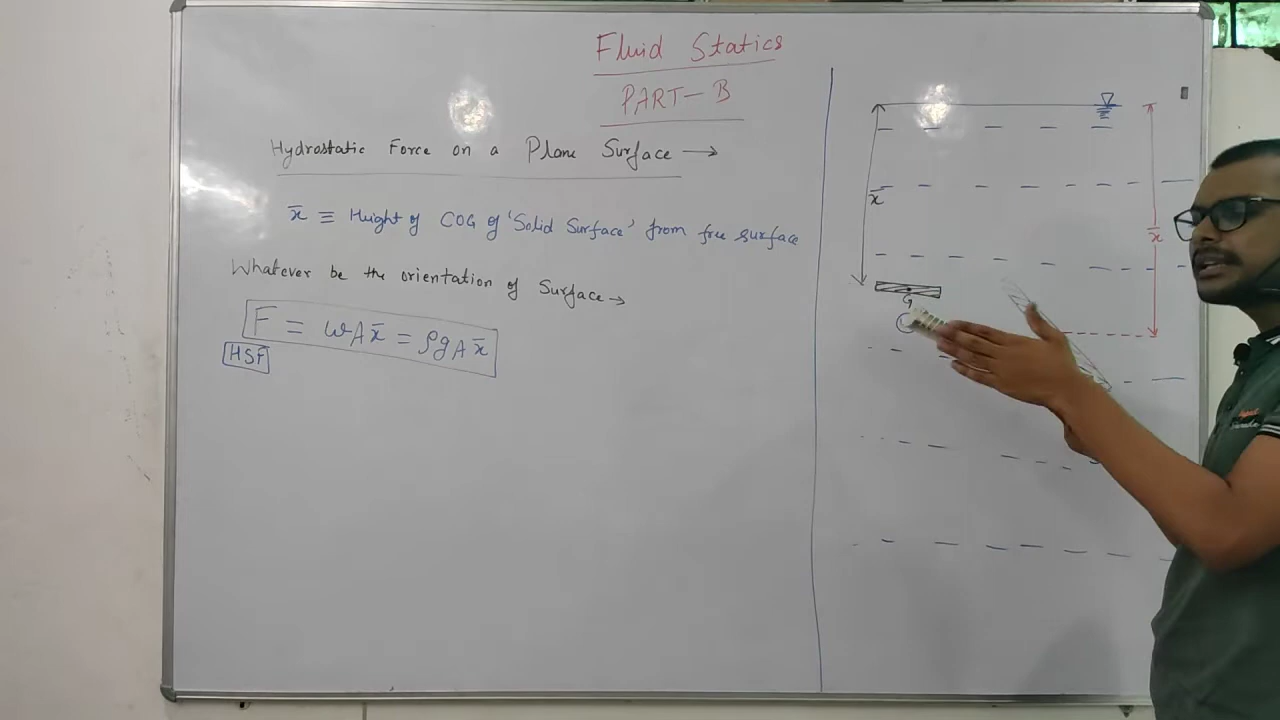 Fluid Statics
PART-B
Hydrostatic Force on a Plane Surface →
x̄ ≡ Height of COG of 'Solid Surface' from free surface
Whatever be the orientation of Surface →
F = wAx̄ = ρgAx̄
HSF
x̄
x̄
G